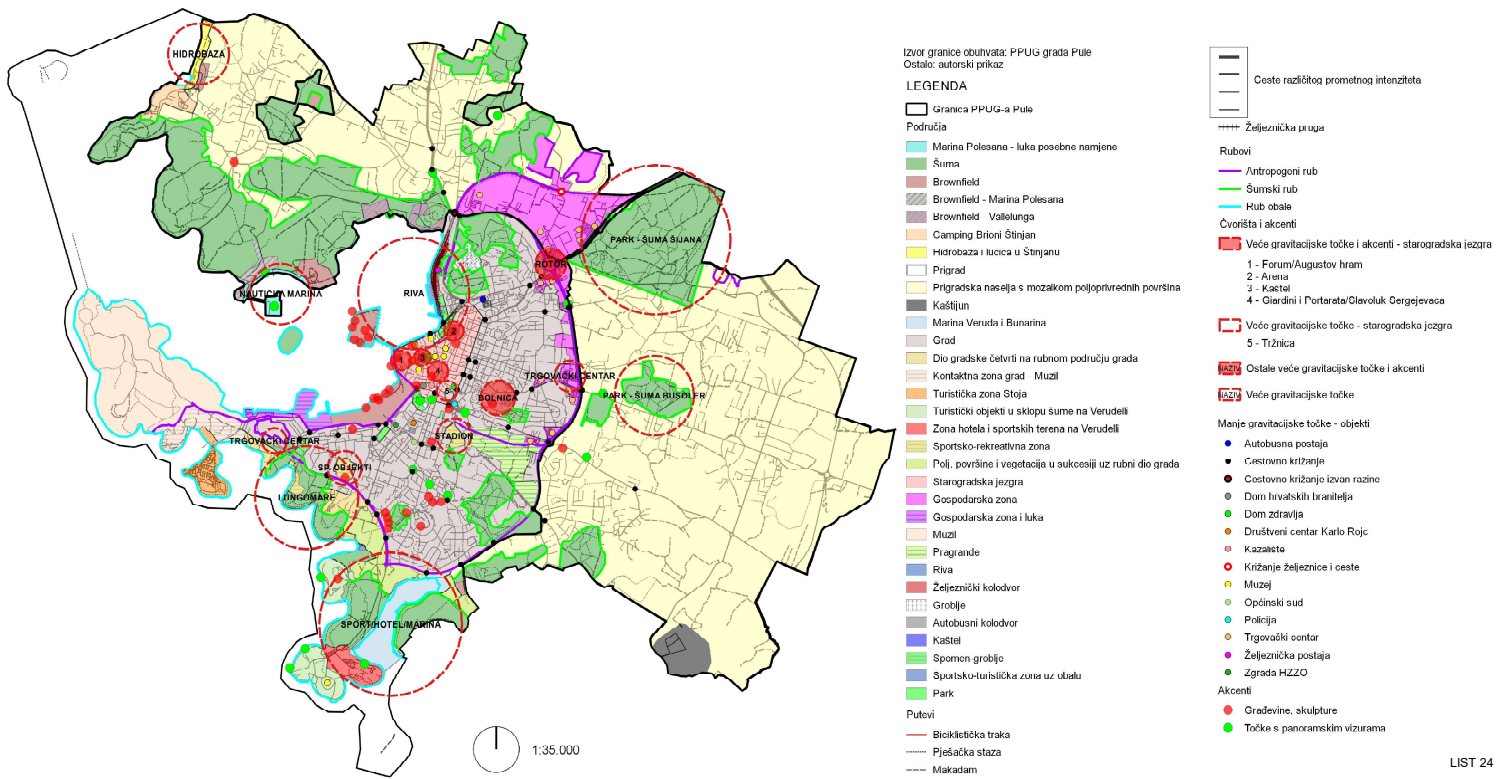 HIDROBAZA
PARK - ŠUMA ŠIJANA
ROTOR
NAUTIČKA MARINA
RIVA
2
1
3
4
5
TRGOVAČKI CENTAR
PARK - ŠUMA BUSOLER
BOLNICA
STADION
TRGOVAČKI CENTAR
SP. OBJEKTI
LUNGOMARE
SPORT/HOTEL/MARINA
1:35.000
Izvor granice obuhvata: PPUG grada Pule
Ostalo: autorski prikaz
LEGENDA
Granica PPUG-a Pule
Područja
Marina Polesana - luka posebne namjene
Šuma
Brownfield
Brownfield - Marina Polesana
Brownfield - Vallelunga
Camping Brioni Štinjan
Hidrobaza i lučica u Štinjanu
Prigrad
Prigradska naselja s mozaikom poljoprivrednih površina
Kaštijun
Marina Veruda i Bunarina
Grad
Dio gradske četvrti na rubnom području grada
Kontaktna zona grad - Muzil
Turistička zona Stoja
Turistički objekti u sklopu šume na Verudelli
Zona hotela i sportskih terena na Verudelli
Sportsko-rekreativna zona
Polj. površine i vegetacija u sukcesiji uz rubni dio grada
Starogradska jezgra
Gospodarska zona
Gospodarska zona i luka
Muzil
Pragrande
Riva
Željeznički kolodvor
Groblje
Autobusni kolodvor
Kaštel
Spomen-groblje
Sportsko-turistička zona uz obalu
Park
Putevi
Biciklistička traka
Pješačka staza
Makadam
Ceste različitog prometnog intenziteta
Željeznička pruga
Rubovi
Antropogeni rub
Šumski rub
Rub obale
Čvorišta i akcenti
Veće gravitacijske točke i akcenti - starogradska jezgra
1 - Forum/Augustov hram
2 - Arena
3 - Kaštel
4 - Giardini i Portarata/Slavoluk Sergejevaca
Veće gravitacijske točke - starogradska jezgra
5 - Tržnica
NAZIV Ostale veće gravitacijske točke i akcenti
NAZIV Veće gravitacijske točke
Manje gravitacijske točke - objekti
Autobusna postaja
Cestovno križanje
Cestovno križanje izvan razine
Dom hrvatskih branitelja
Dom zdravlja
Društveni centar Karlo Rojc
Kazalište
Križanje željeznice i ceste
Muzej
Općinski sud
Policija
Trgovački centar
Željeznička postaja
Zgrada HZZO
Akcenti
Građevine, skulpture
Točke s panoramskim vizurama
LIST 24